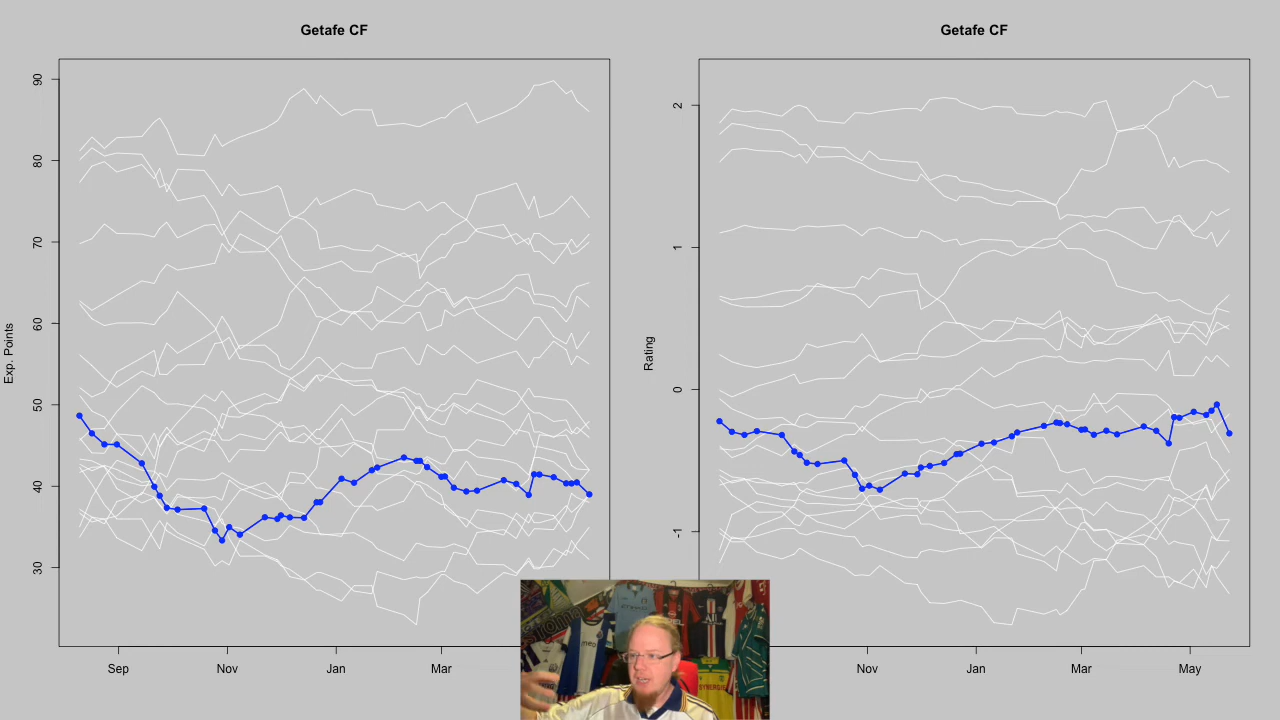 Getafe CF
Exp. Points
90
80
70
60
50
40
30
Sep
Nov
Jan
Mar
Getafe CF
Rating
2
1
0
-1
Nov
Jan
Mar
May